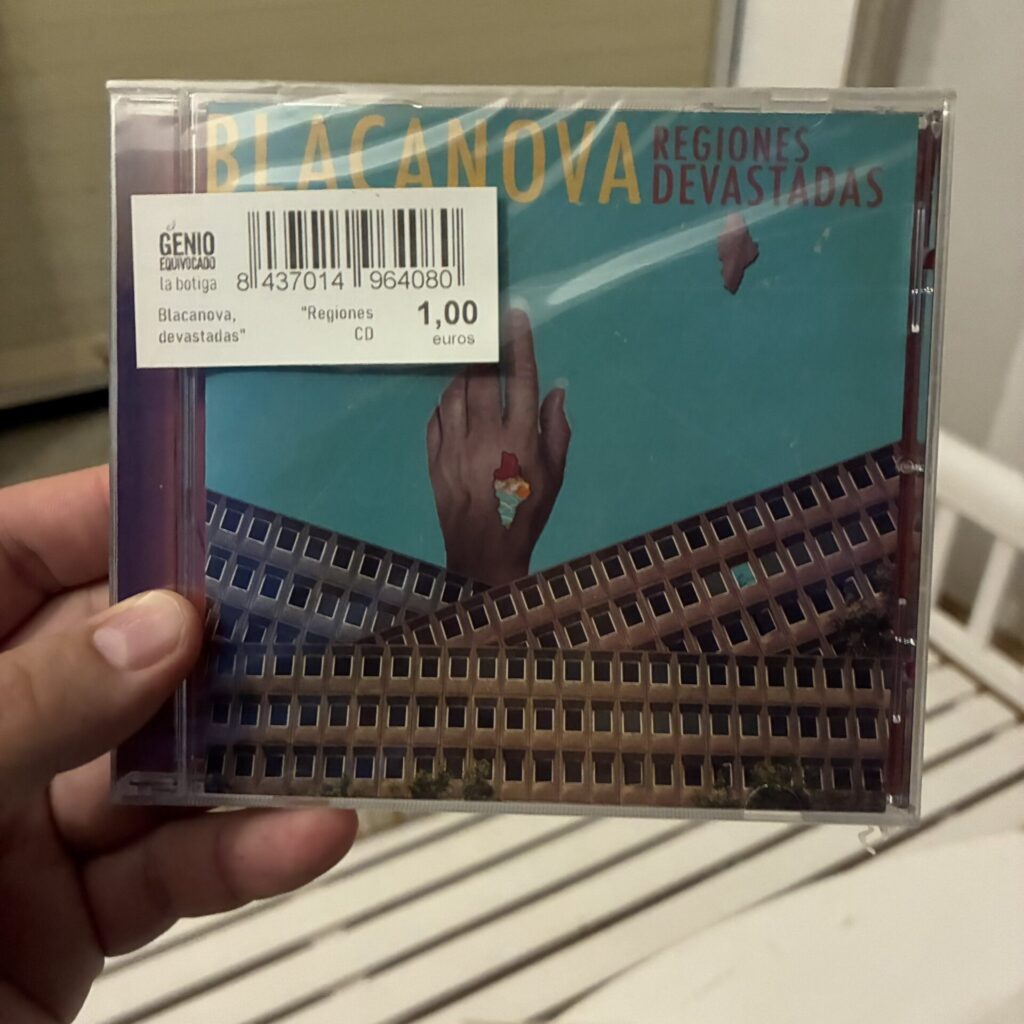 BLACANOVA
REGIONES
DEVASTADAS
el
GENIO
EQUIVOCADO
la botiga
8 437014 964080
Blacanova, "Regiones
devastadas" CD
1,00
euros